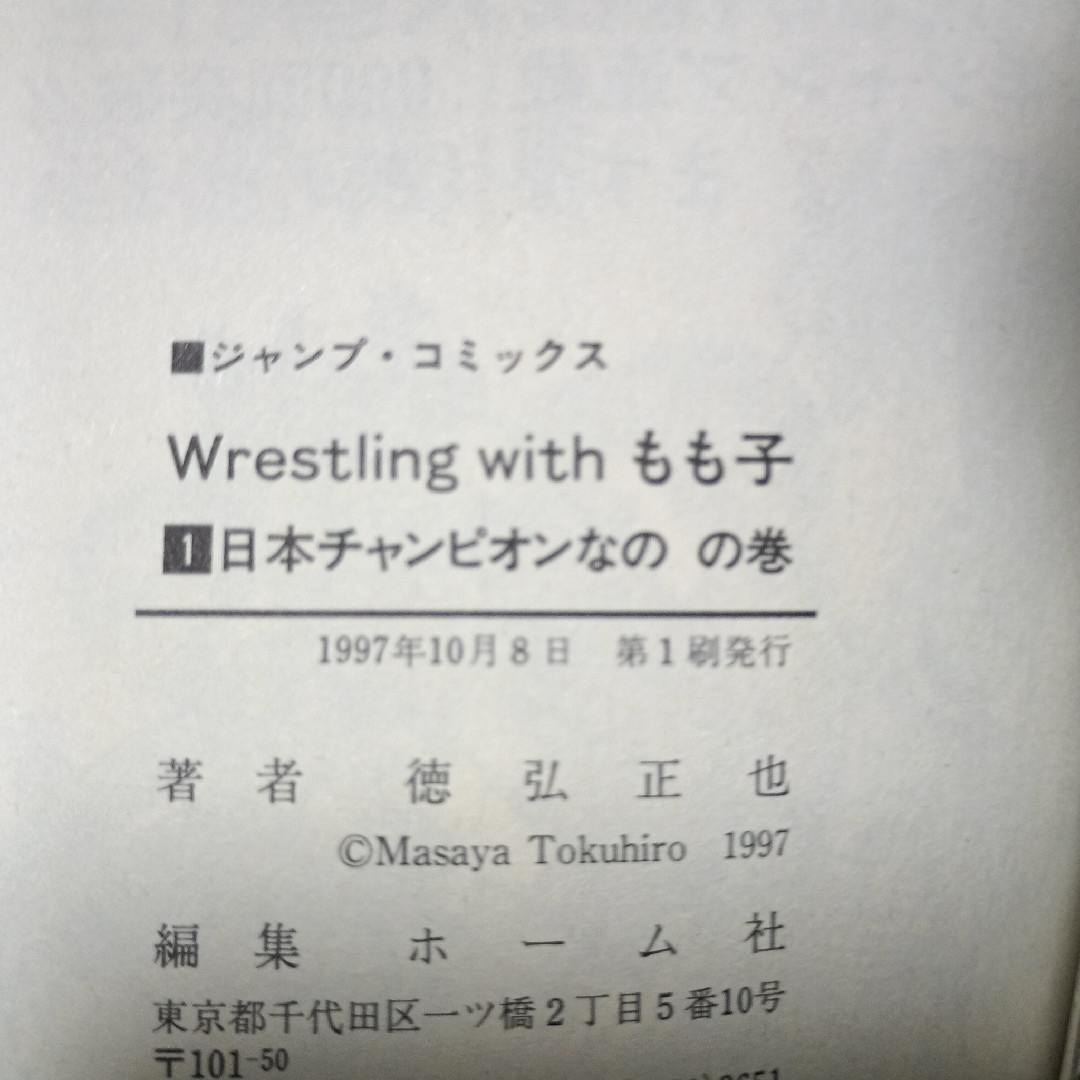 ■ジャンプ・コミックス
Wrestling with もも子
1日本チャンピオンなの の巻
1997年10月8日 第1刷発行
著者 徳弘正也
©Masaya Tokuhiro 1997
編集 ホーム社
東京都千代田区一ツ橋2丁目5番10号
〒101-50